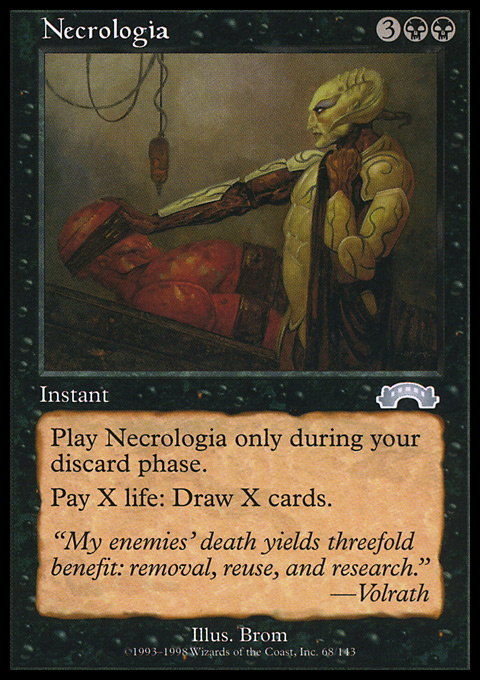 Necrologia 3
Instant
Play Necrologia only during your
discard phase.
Pay X life: Draw X cards.
“My enemies’ death yields threefold
benefit: removal, reuse, and research.”
—Volrath
Illus. Brom
©1993–1998 Wizards of the Coast, Inc. 68/143